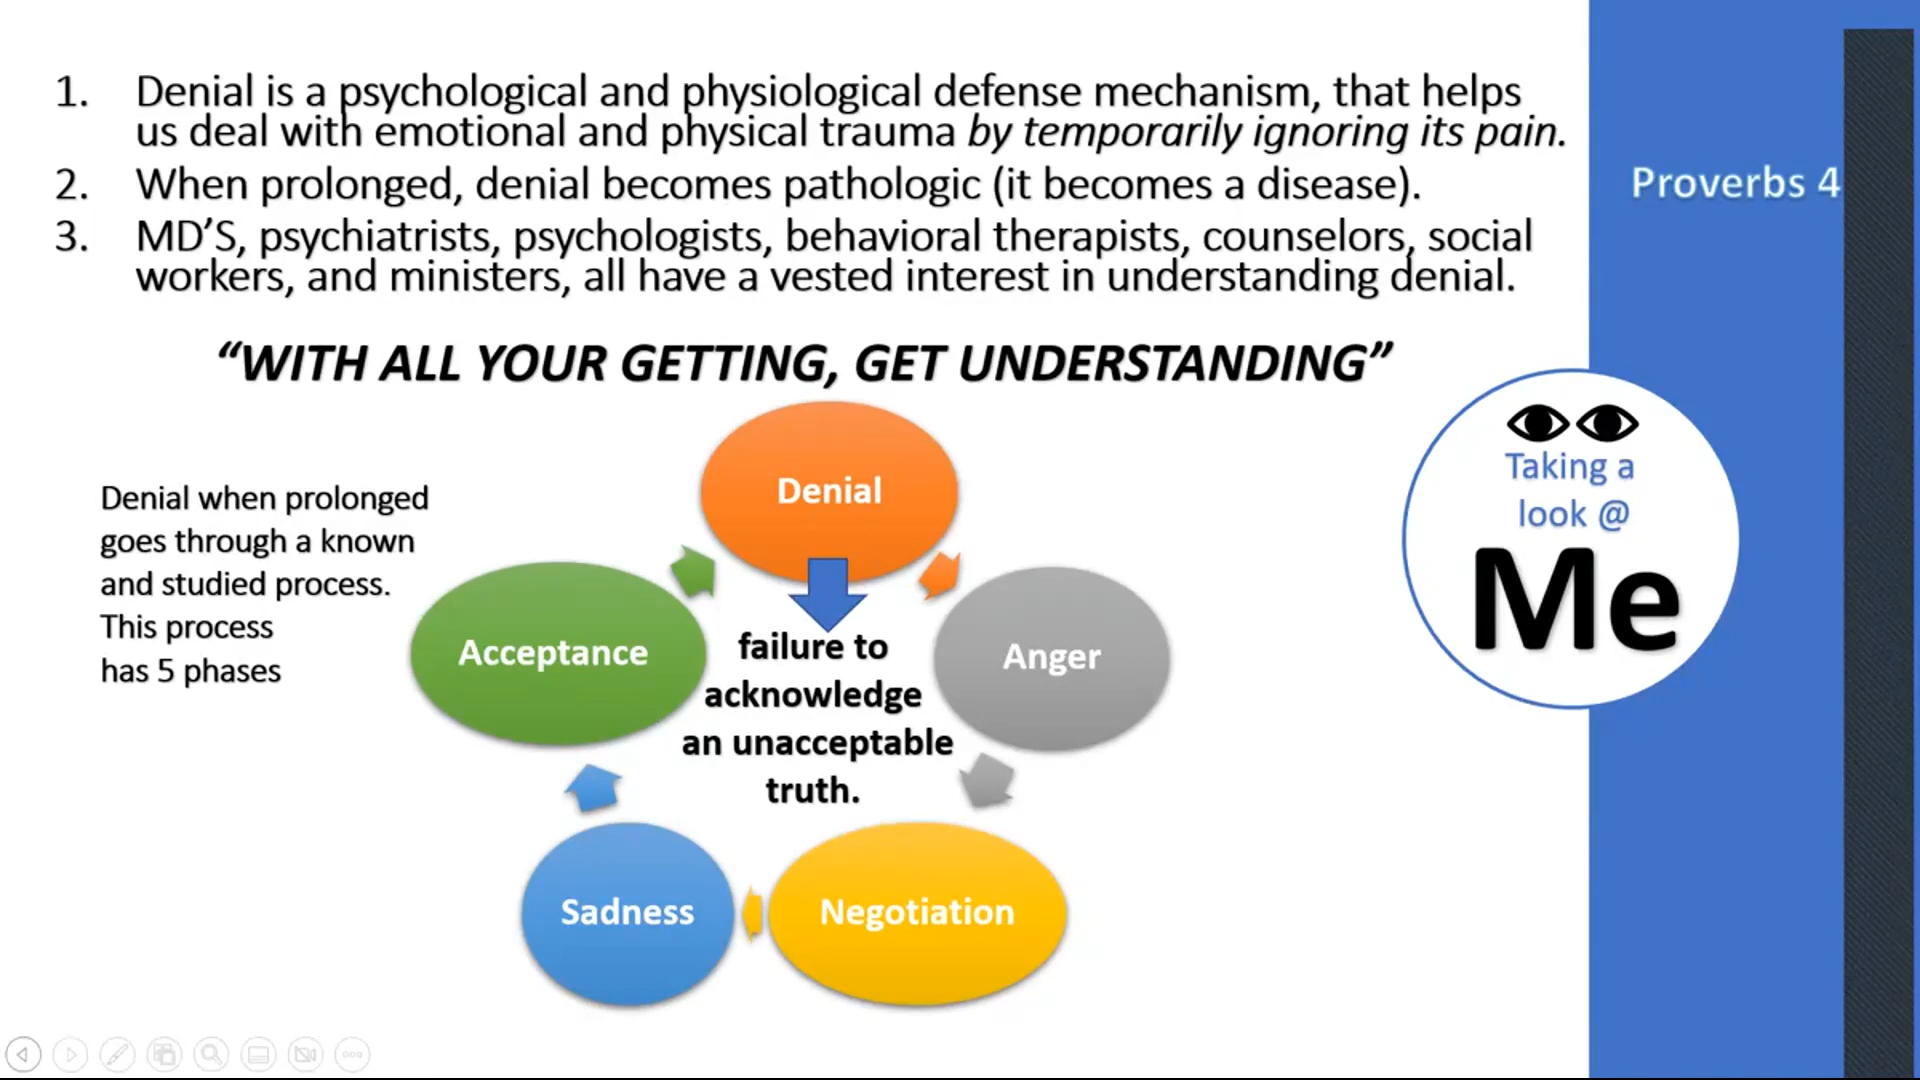 1. Denial is a psychological and physiological defense mechanism, that helps
us deal with emotional and physical trauma by temporarily ignoring its pain.
2. When prolonged, denial becomes pathologic (it becomes a disease).
3. MD’S, psychiatrists, psychologists, behavioral therapists, counselors, social
workers, and ministers, all have a vested interest in understanding denial.
“WITH ALL YOUR GETTING, GET UNDERSTANDING”
Proverbs 4
Denial when prolonged
goes through a known
and studied process.
This process
has 5 phases
Denial
Anger
Negotiation
Sadness
Acceptance
failure to
acknowledge
an unacceptable
truth.
Taking a
look @
Me